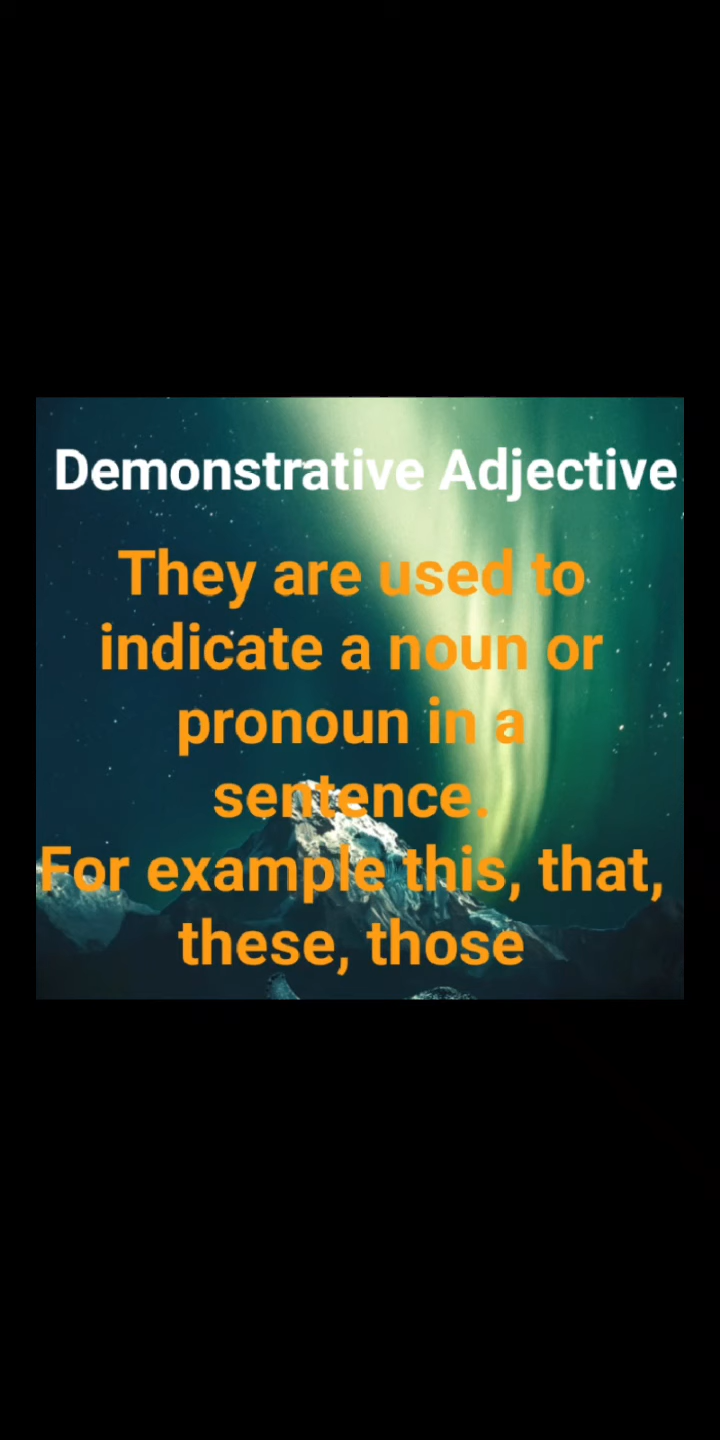 Demonstrative Adjective
They are used to
indicate a noun or
pronoun in a
sentence.
For example this, that,
these, those